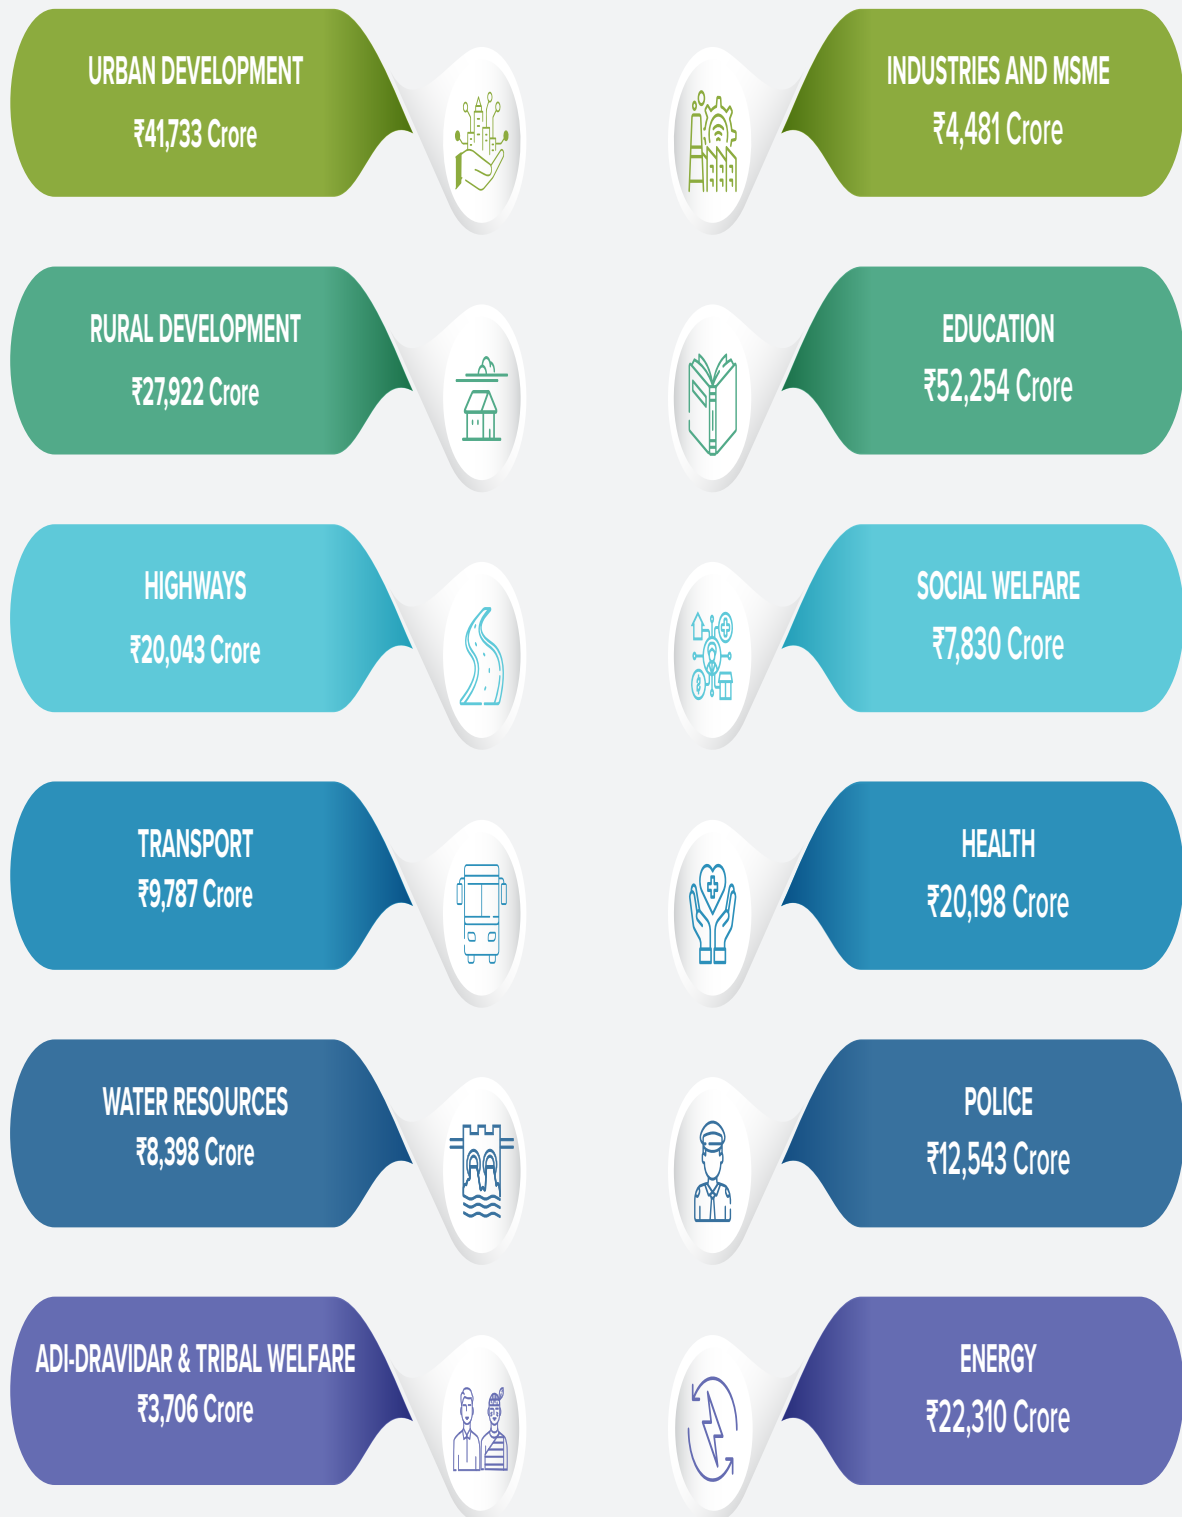 URBAN DEVELOPMENT
₹41,733 Crore
INDUSTRIES AND MSME
₹4,481 Crore
RURAL DEVELOPMENT
₹27,922 Crore
EDUCATION
₹52,254 Crore
HIGHWAYS
₹20,043 Crore
SOCIAL WELFARE
₹7,830 Crore
TRANSPORT
₹9,787 Crore
HEALTH
₹20,198 Crore
WATER RESOURCES
₹8,398 Crore
POLICE
₹12,543 Crore
ADI-DRAVIDAR & TRIBAL WELFARE
₹3,706 Crore
ENERGY
₹22,310 Crore